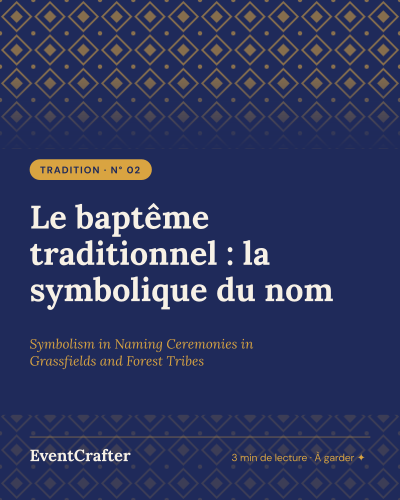 TRADITION · N° 02
Le baptême
traditionnel : la
symbolique du nom
Symbolism in Naming Ceremonies in
Grassfields and Forest Tribes
EventCrafter
3 min de lecture · À garder ✦